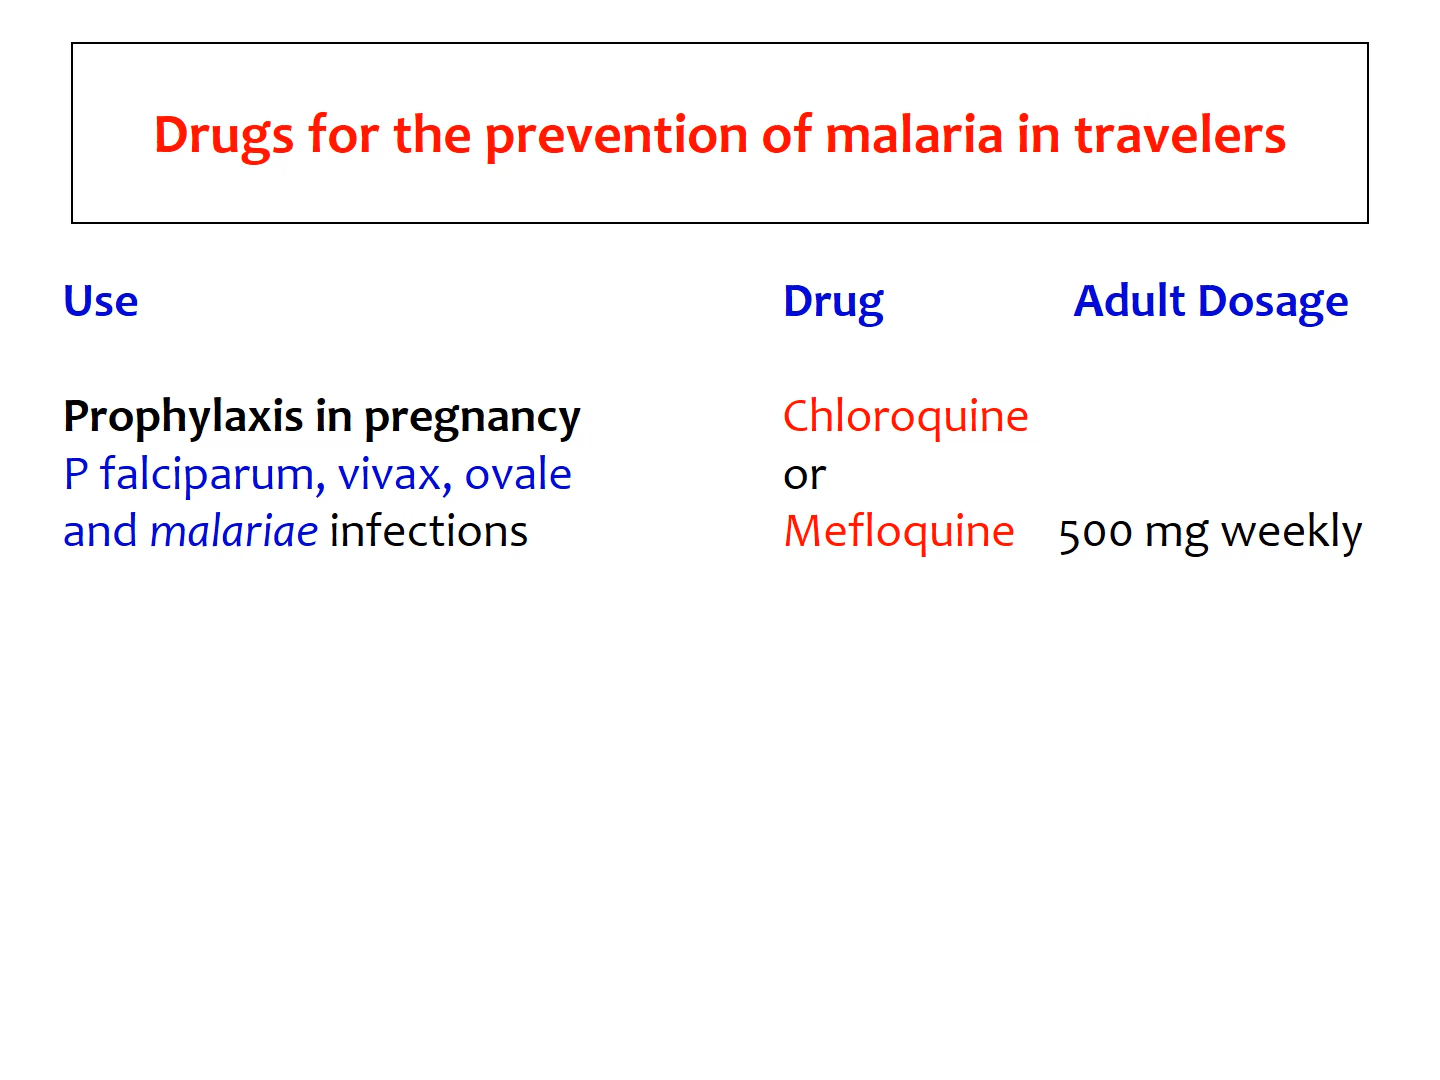 Drugs for the prevention of malaria in travelers
Use Drug Adult Dosage
Prophylaxis in pregnancy Chloroquine
P falciparum, vivax, ovale or
and malariae infections Mefloquine 500 mg weekly